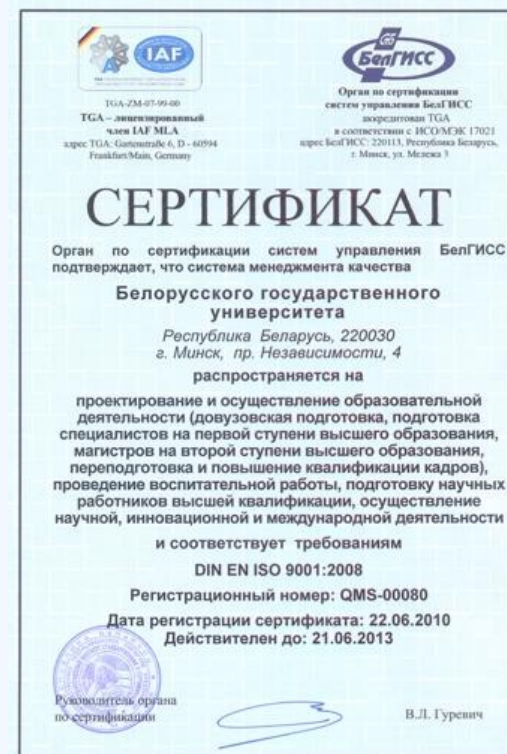 IAF
TGA-ZM-07-99-00
TGA – лицензированный
член IAF MLA
адрес TGA: Gartenstraße 6, D - 60594
Frankfurt/Main, Germany
БелГИСС
Орган по сертификации
систем управления БелГИСС
аккредитован TGA
в соответствии с ИСО/МЭК 17021
адрес БелГИСС: 220113, Республика Беларусь,
г. Минск, ул. Мележа 3
СЕРТИФИКАТ
Орган по сертификации систем управления БелГИСС
подтверждает, что система менеджмента качества
Белорусского государственного
университета
Республика Беларусь, 220030
г. Минск, пр. Независимости, 4
распространяется на
проектирование и осуществление образовательной
деятельности (довузовская подготовка, подготовка
специалистов на первой ступени высшего образования,
магистров на второй ступени высшего образования,
переподготовка и повышение квалификации кадров),
проведение воспитательной работы, подготовку научных
работников высшей квалификации, осуществление
научной, инновационной и международной деятельности
и соответствует требованиям
DIN EN ISO 9001:2008
Регистрационный номер: QMS-00080
Дата регистрации сертификата: 22.06.2010
Действителен до: 21.06.2013
Руководитель органа
по сертификации
В.Л. Гуревич